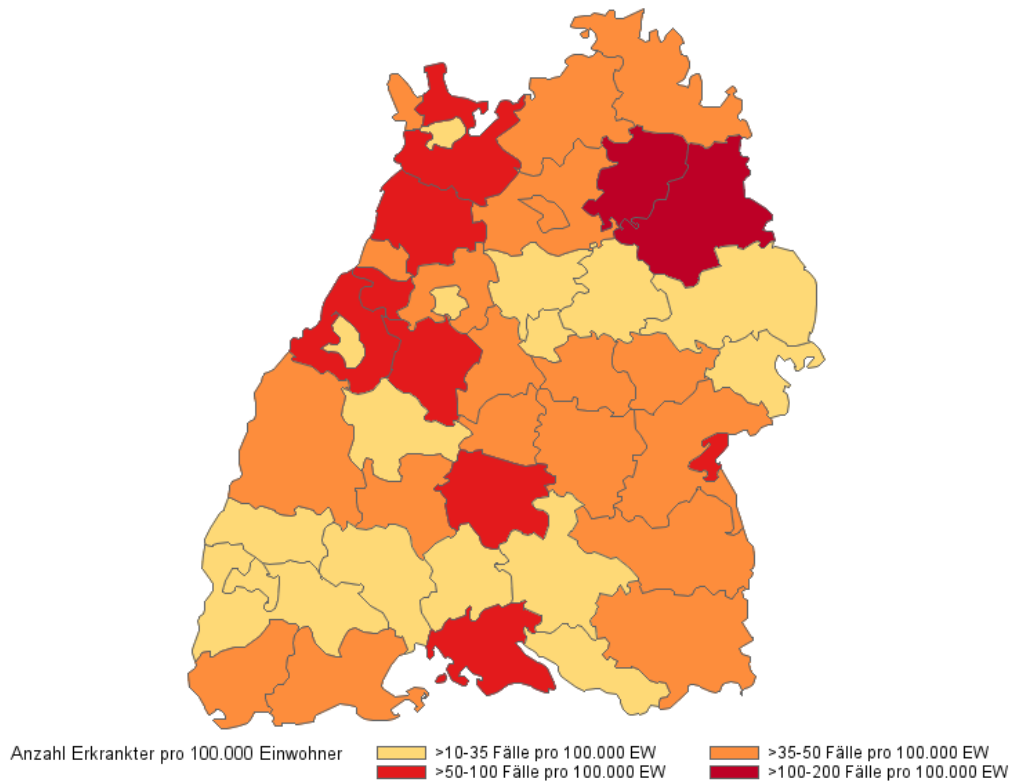 Anzahl Erkrankter pro 100.000 Einwohner
>10-35 Fälle pro 100.000 EW
>35-50 Fälle pro 100.000 EW
>50-100 Fälle pro 100.000 EW
>100-200 Fälle pro 100.000 EW